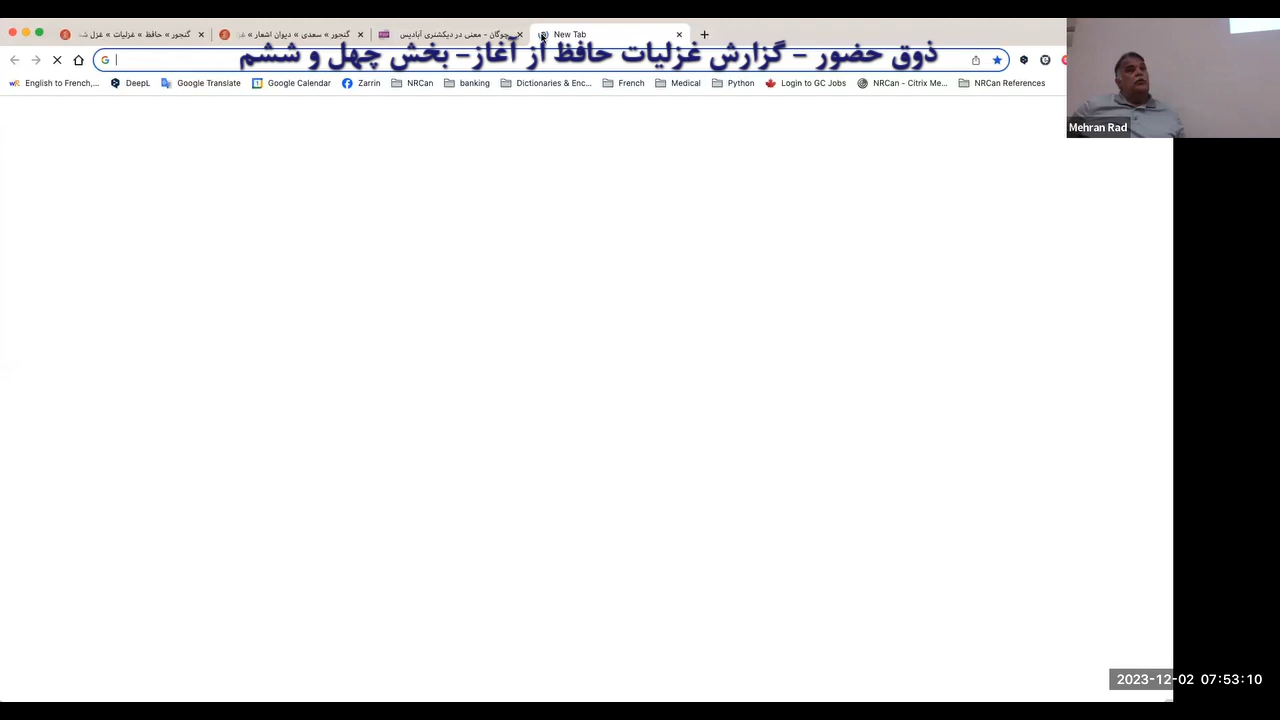 گنجور » حافظ » غزلیات » غزل شـ
گنجور » سعدی » دیوان اشعار » غز
چوگان - معنی در دیکشنری آبادیس
New Tab
ذوق حضور - گزارش غزلیات حافظ از آغاز- بخش چهل و ششم
English to French,...
DeepL
Google Translate
Google Calendar
Zarrin
NRCan
banking
Dictionaries & Enc...
French
Medical
Python
Login to GC Jobs
NRCan - Citrix Me...
NRCan References
Mehran Rad
2023-12-02 07:53:10